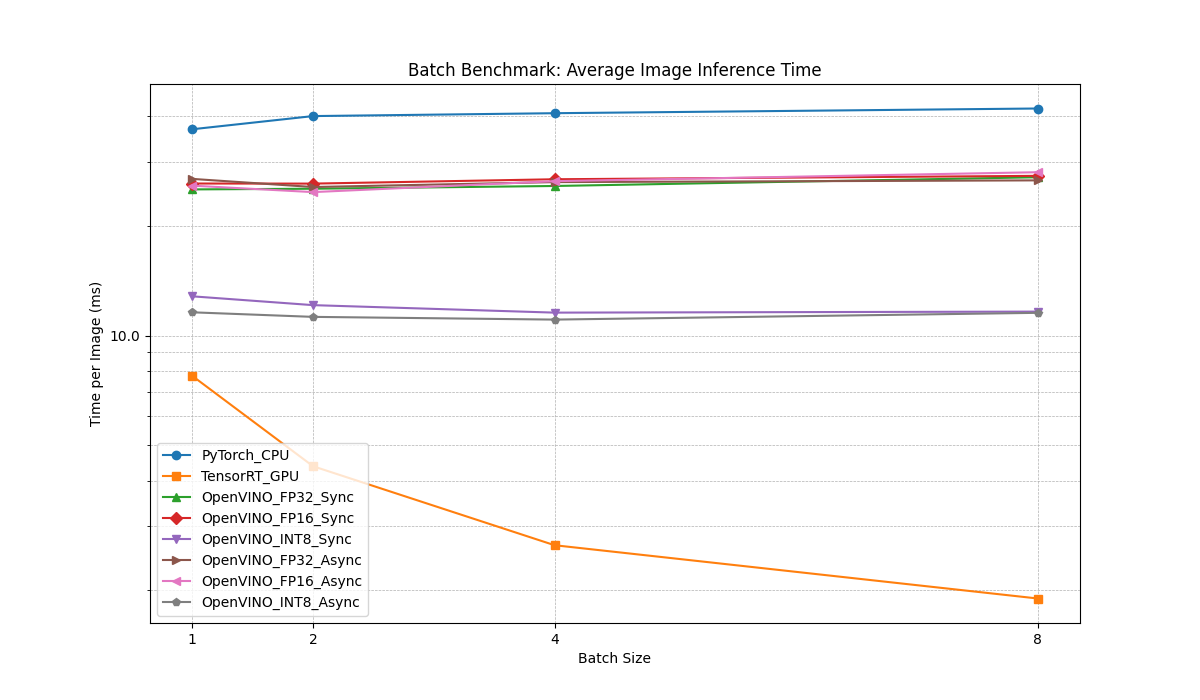 Batch Benchmark: Average Image Inference Time
Time per Image (ms)
10.0
PyTorch_CPU
TensorRT_GPU
OpenVINO_FP32_Sync
OpenVINO_FP16_Sync
OpenVINO_INT8_Sync
OpenVINO_FP32_Async
OpenVINO_FP16_Async
OpenVINO_INT8_Async
1 2 4 8
Batch Size